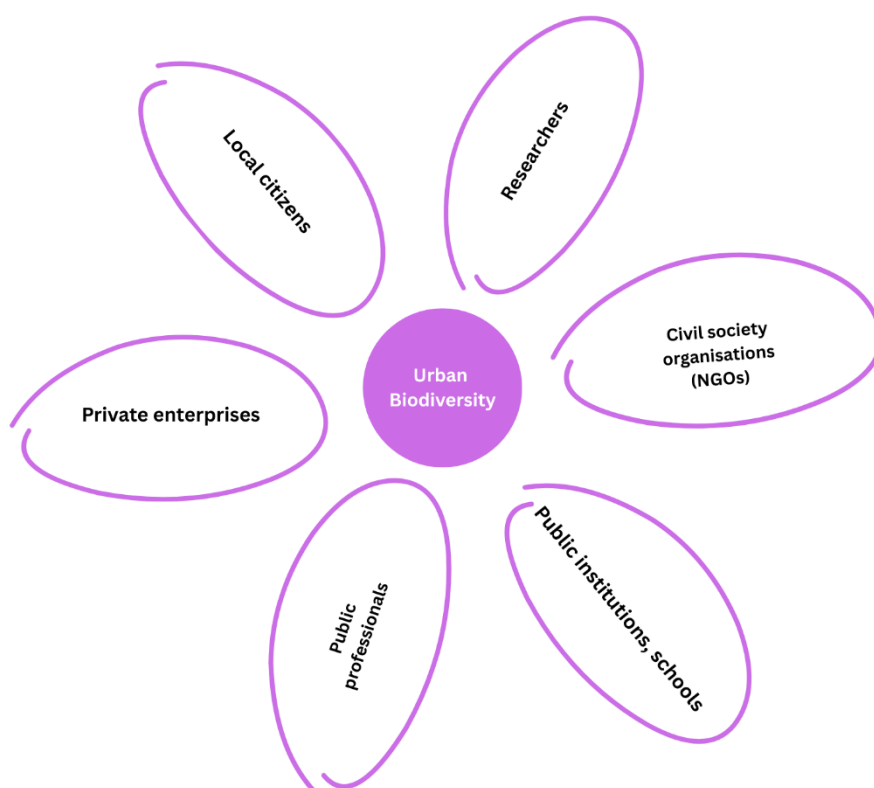 Local citizens
Researchers
Civil society
organisations
(NGOs)
Urban
Biodiversity
Private enterprises
Public institutions, schools
Public
professionals